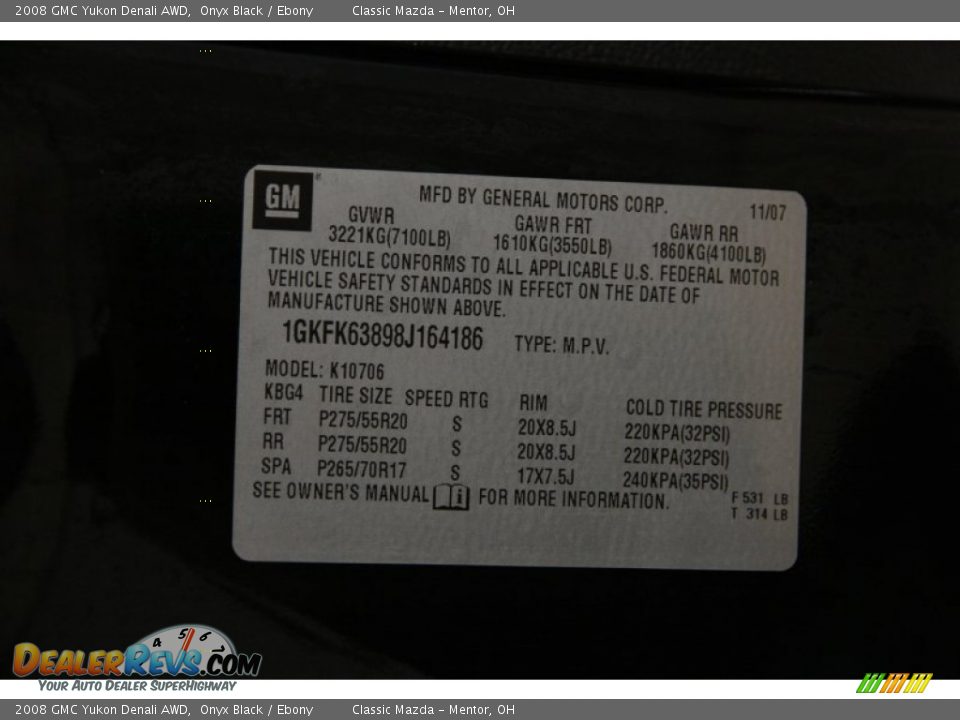 2008 GMC Yukon Denali AWD, Onyx Black / Ebony Classic Mazda - Mentor, OH
GM
MFD BY GENERAL MOTORS CORP. 11/07
GVWR GAWR FRT GAWR RR
3221KG(7100LB) 1610KG(3550LB) 1860KG(4100LB)
THIS VEHICLE CONFORMS TO ALL APPLICABLE U.S. FEDERAL MOTOR
VEHICLE SAFETY STANDARDS IN EFFECT ON THE DATE OF
MANUFACTURE SHOWN ABOVE.
1GKFK63898J164186 TYPE: M.P.V.
MODEL: K10706
KBG4 TIRE SIZE SPEED RTG RIM COLD TIRE PRESSURE
FRT P275/55R20 S 20X8.5J 220KPA(32PSI)
RR P275/55R20 S 20X8.5J 220KPA(32PSI)
SPA P265/70R17 S 17X7.5J 240KPA(35PSI)
SEE OWNER'S MANUAL i FOR MORE INFORMATION.
F 531 LB
T 314 LB
4 5 6
DEALERREVS.COM
YOUR AUTO DEALER SUPERHIGHWAY
2008 GMC Yukon Denali AWD, Onyx Black / Ebony Classic Mazda - Mentor, OH